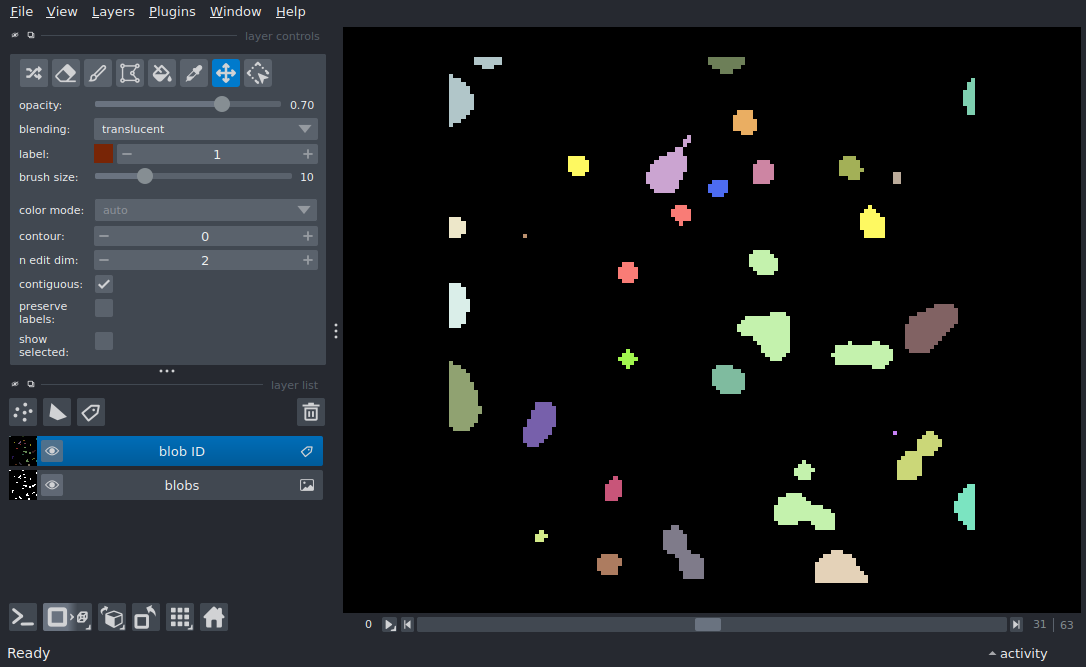 File View Layers Plugins Window Help
layer controls
opacity: 0.70
blending: translucent
label: 1
brush size: 10
color mode: auto
contour: 0
n edit dim: 2
contiguous:
preserve
labels:
show
selected:
layer list
blob ID
blobs
0 31 63
Ready activity